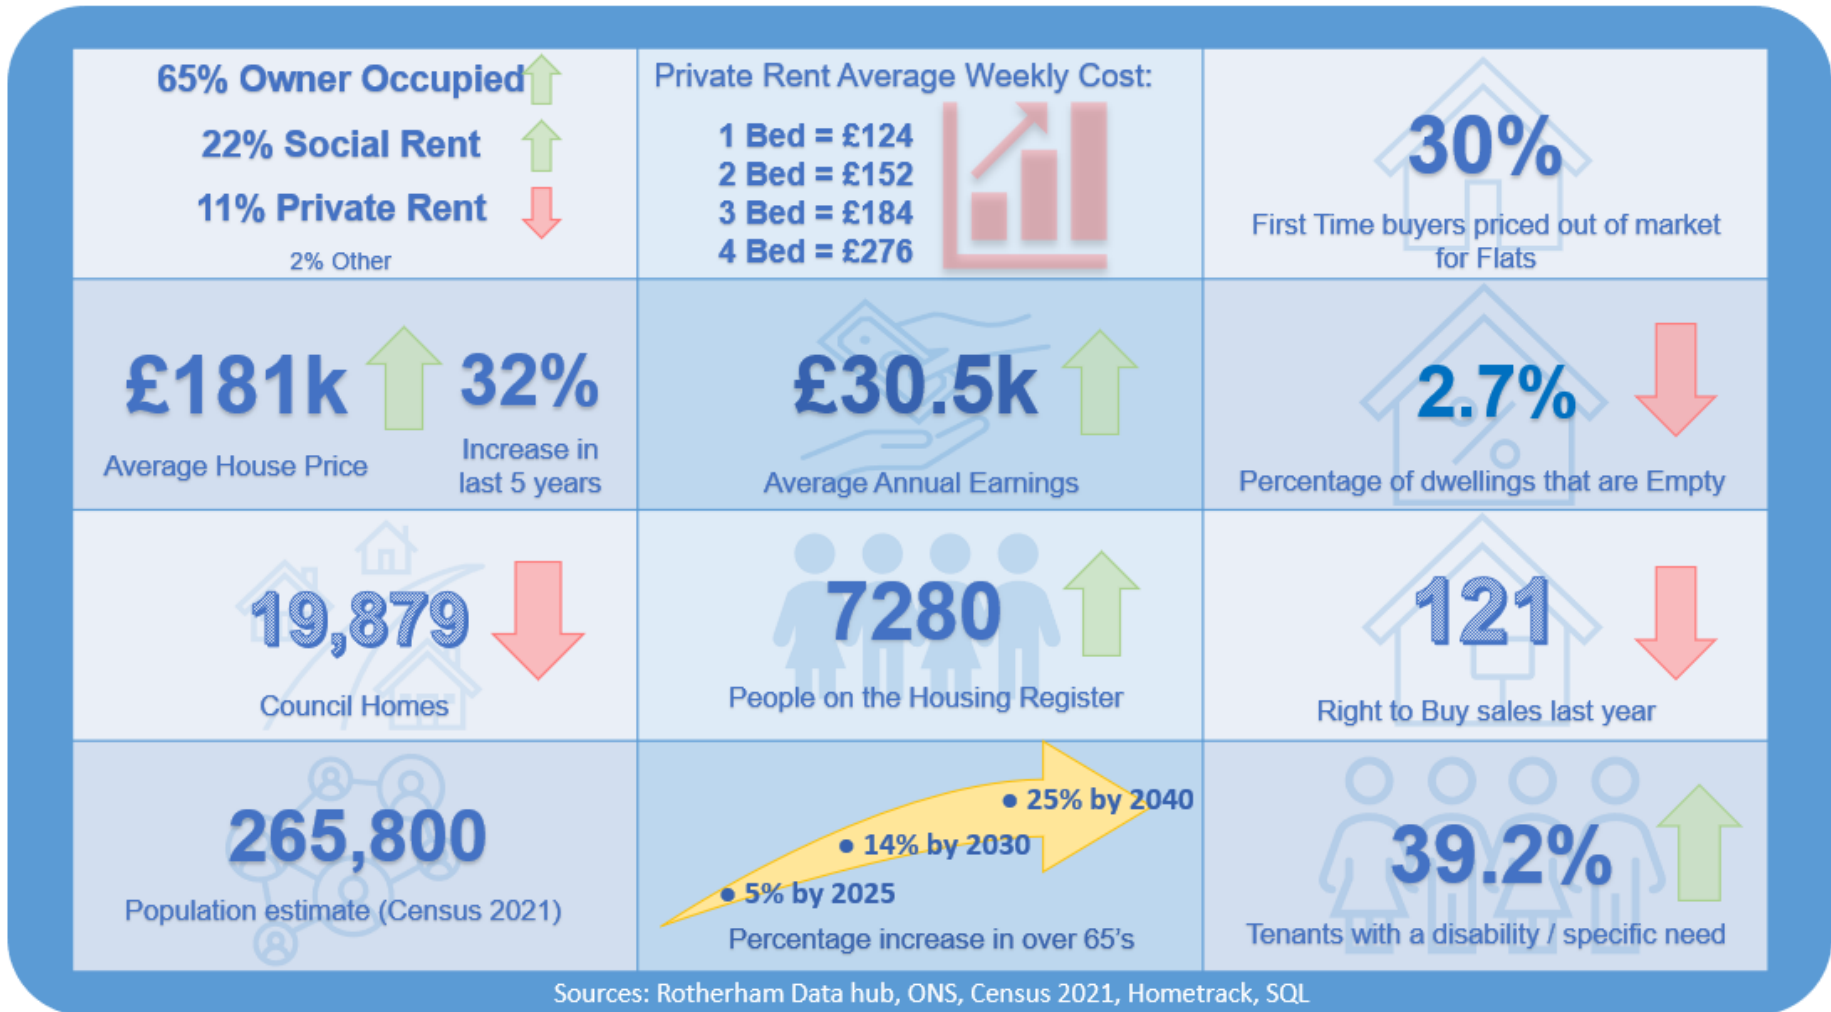 65% Owner Occupied
22% Social Rent
11% Private Rent
2% Other
Private Rent Average Weekly Cost:
1 Bed = £124
2 Bed = £152
3 Bed = £184
4 Bed = £276
30%
First Time buyers priced out of market
for Flats
£181k
Average House Price
32%
Increase in
last 5 years
£30.5k
Average Annual Earnings
2.7%
Percentage of dwellings that are Empty
19,879
Council Homes
7280
People on the Housing Register
121
Right to Buy sales last year
265,800
Population estimate (Census 2021)
• 25% by 2040
• 14% by 2030
• 5% by 2025
Percentage increase in over 65's
39.2%
Tenants with a disability / specific need
Sources: Rotherham Data hub, ONS, Census 2021, Hometrack, SQL